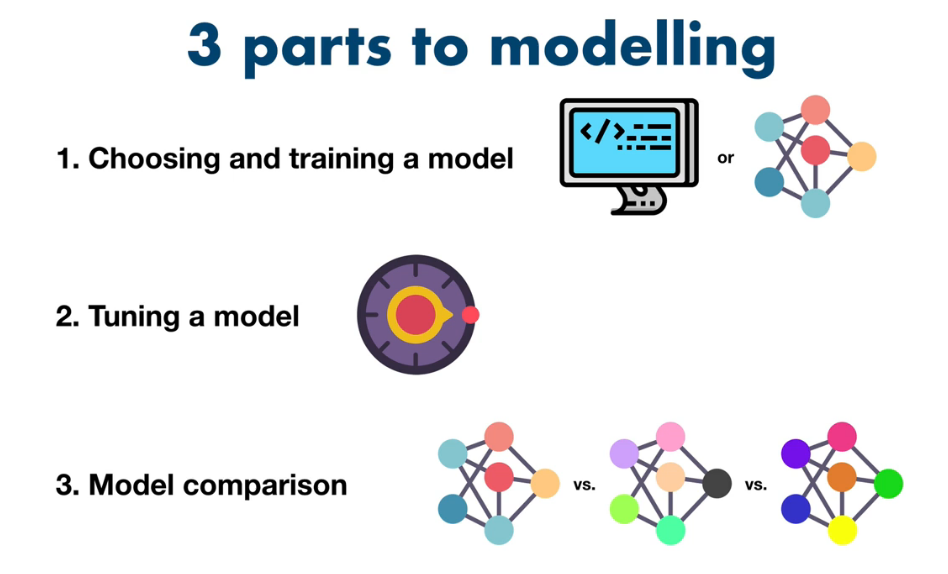 3 parts to modelling
1. Choosing and training a model
</>
or
2. Tuning a model
3. Model comparison
vs.
vs.